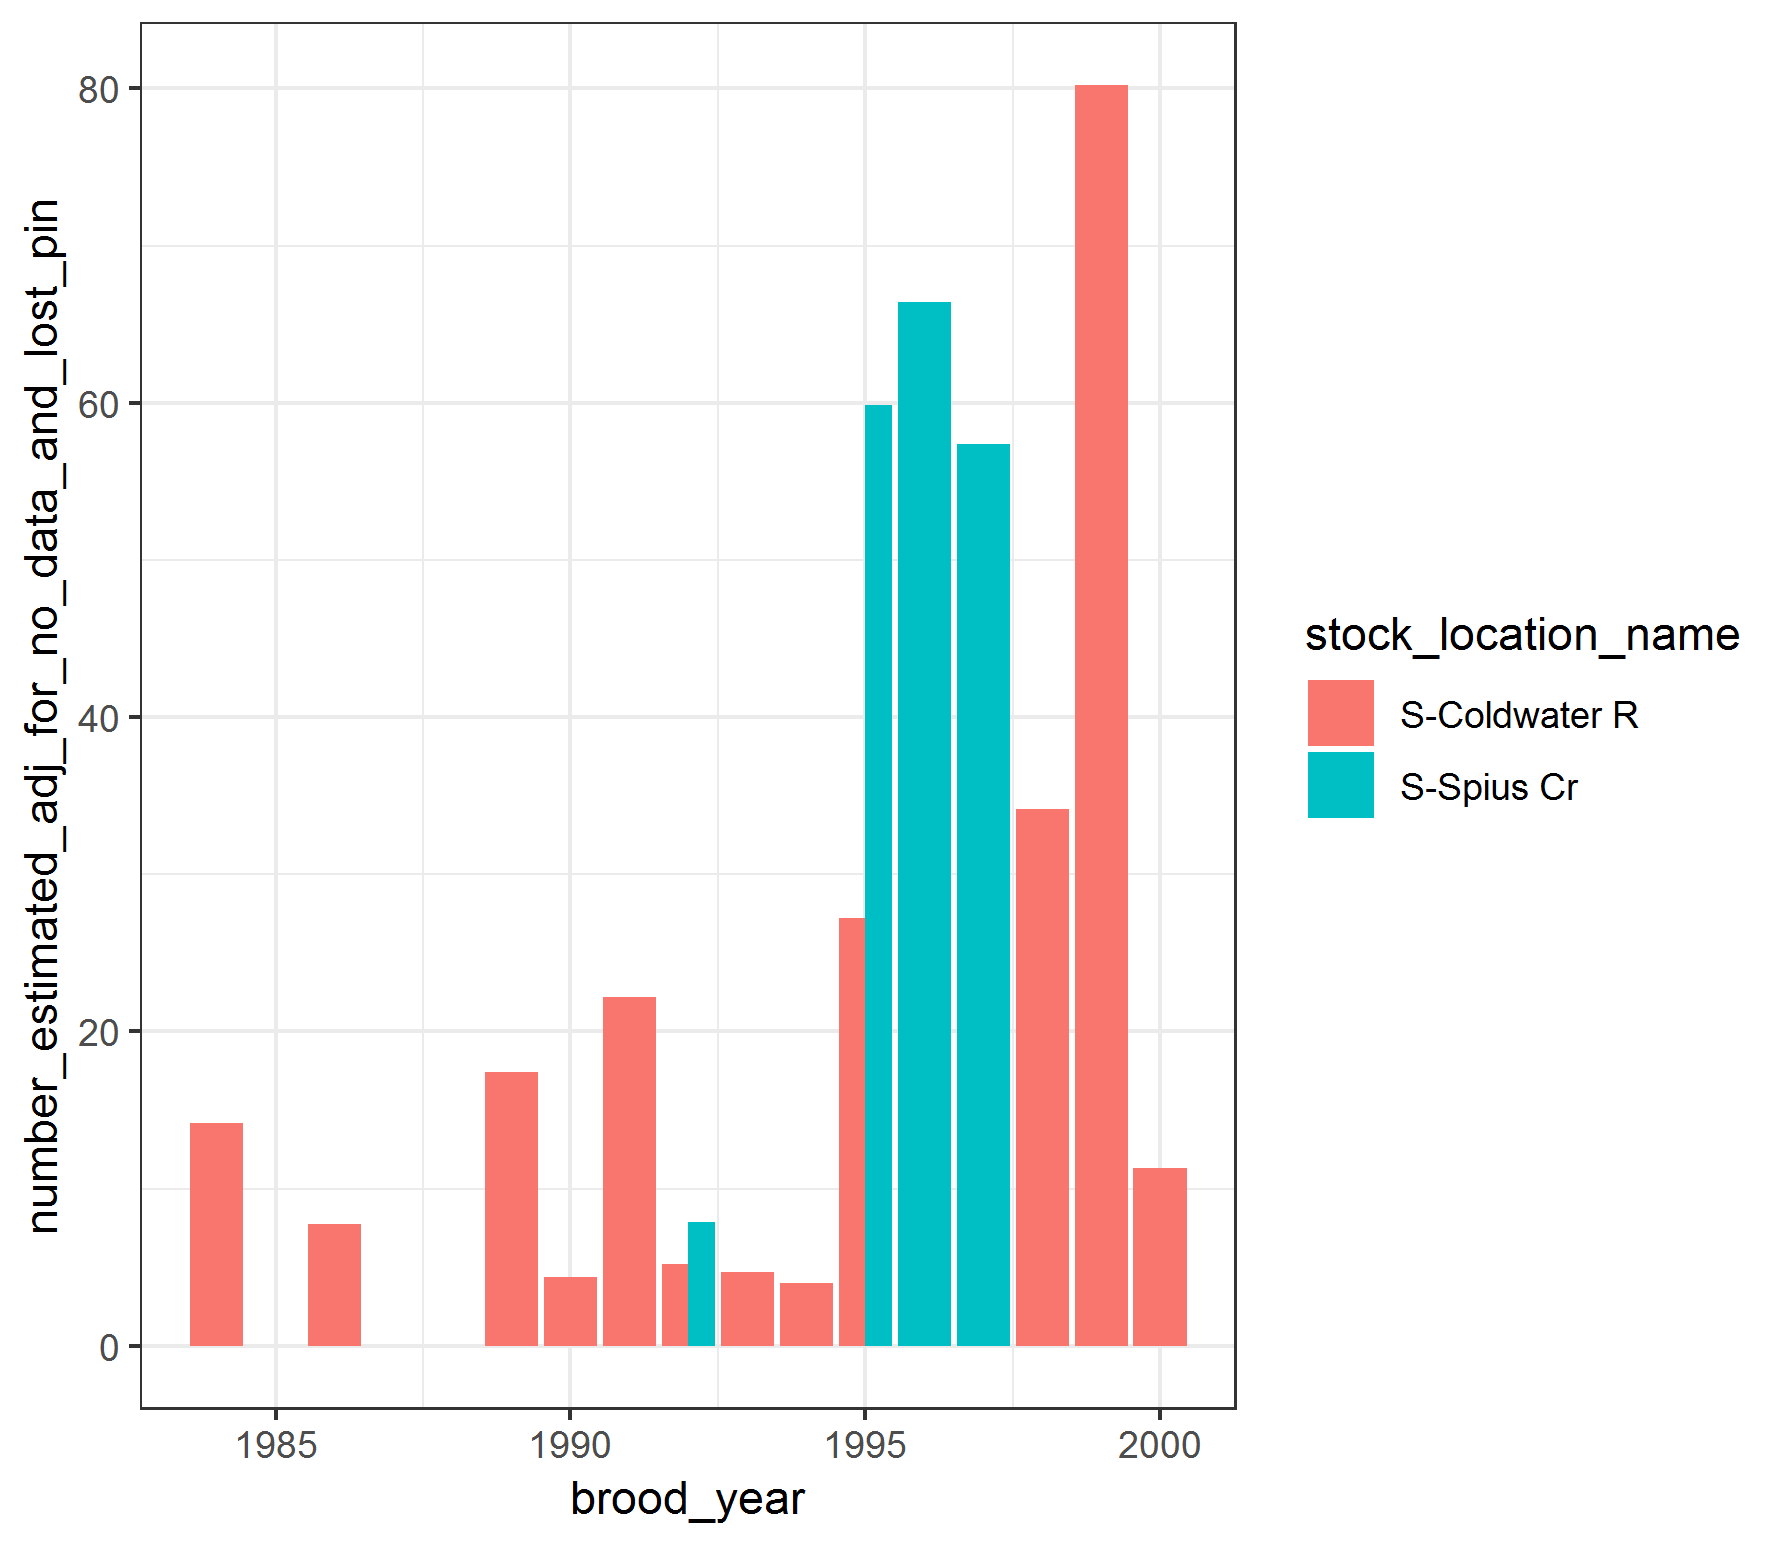 number_estimated_adj_for_no_data_and_lost_pin
80
60
40
20
0
1985 1990 1995 2000
brood_year
stock_location_name
S-Coldwater R
S-Spius Cr